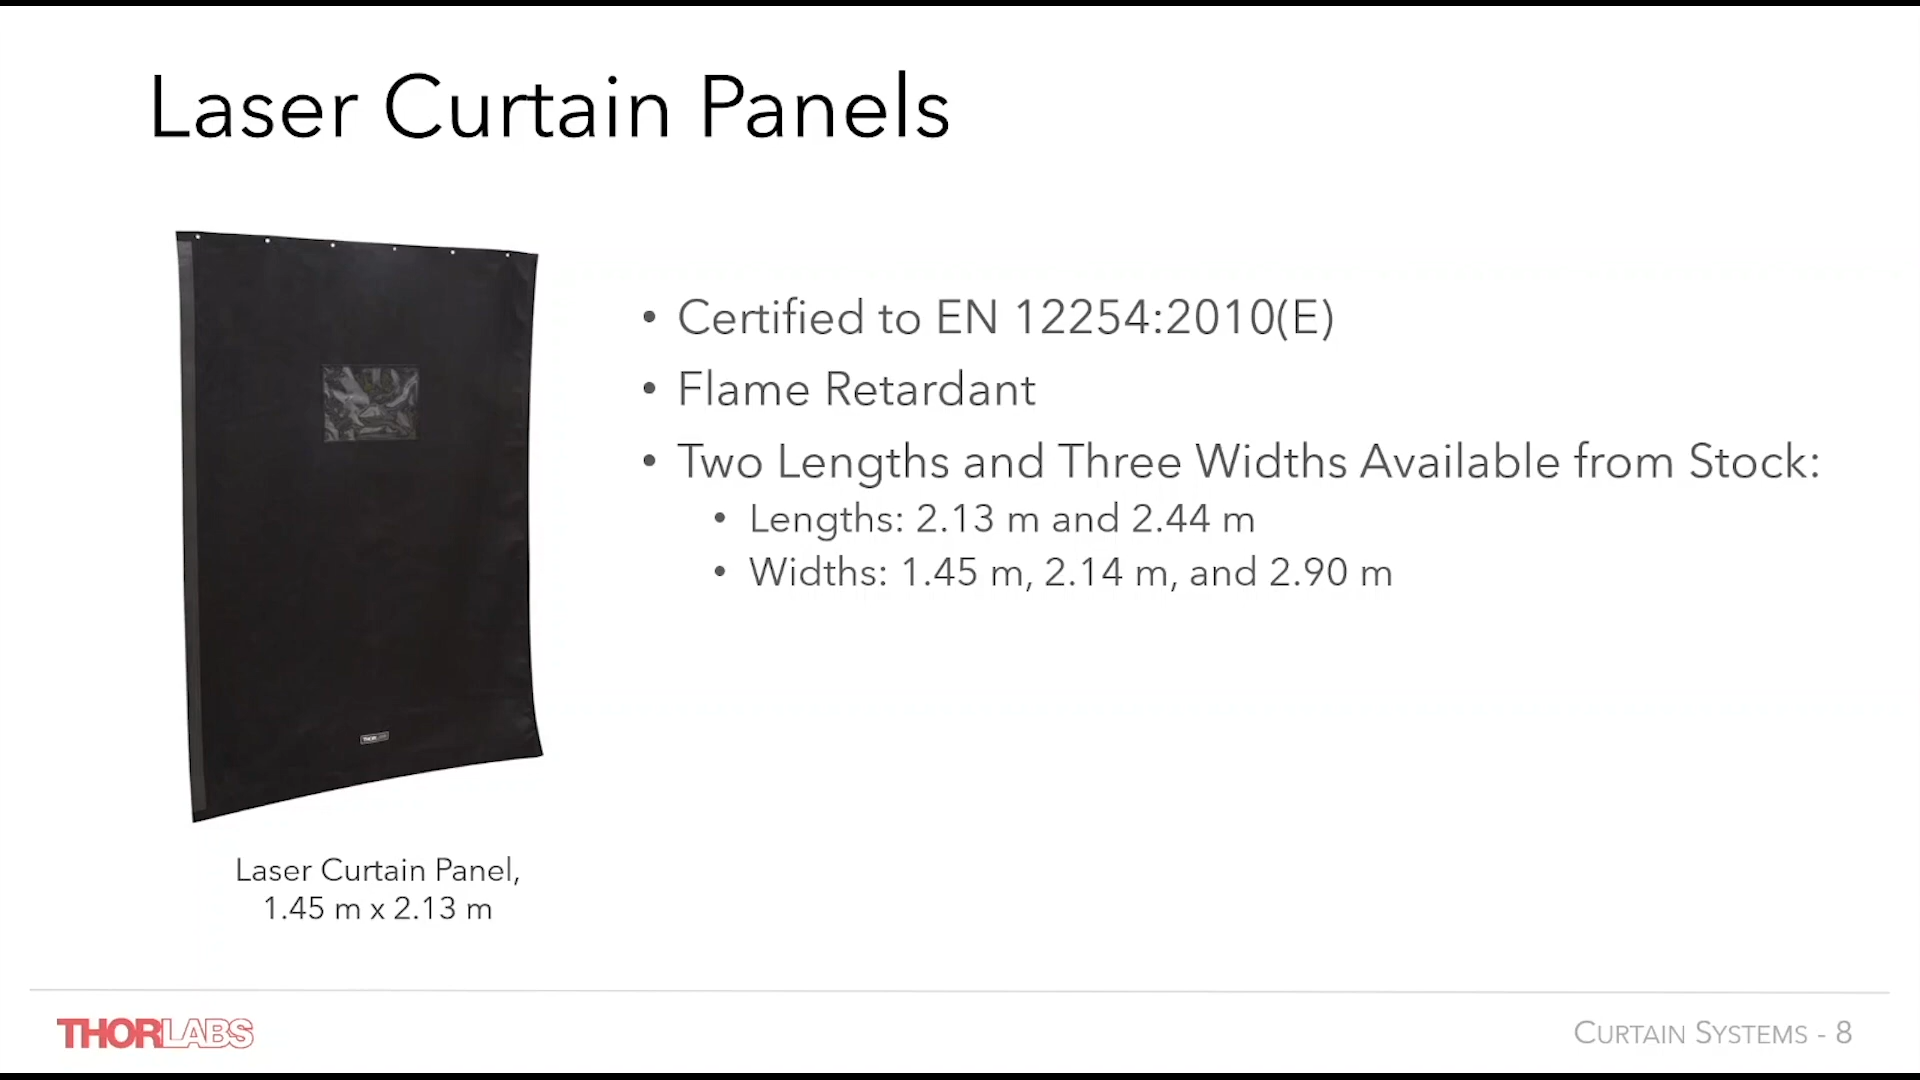 Laser Curtain Panels
• Certified to EN 12254:2010(E)
• Flame Retardant
• Two Lengths and Three Widths Available from Stock:
• Lengths: 2.13 m and 2.44 m
• Widths: 1.45 m, 2.14 m, and 2.90 m
THORLABS
Laser Curtain Panel,
1.45 m x 2.13 m
THORLABS
CURTAIN SYSTEMS - 8